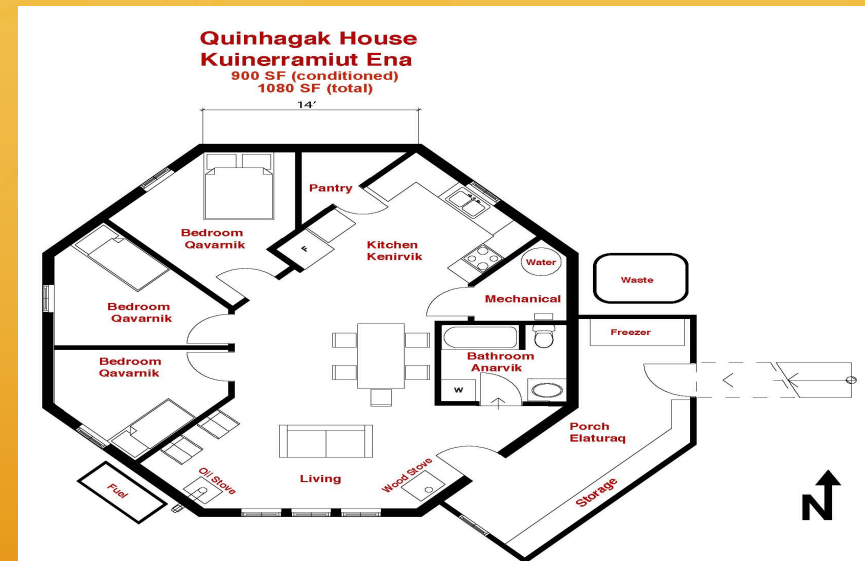 Quinhagak House
Kuinerramiut Ena
900 SF (conditioned)
1080 SF (total)
14'
Pantry
Bedroom
Qavarnik
F
Kitchen
Kenirvik
Water
Mechanical
Waste
Bedroom
Qavarnik
Freezer
Bedroom
Qavarnik
Bathroom
Anarvik
W
Porch
Elaturaq
Living
Oil Stove
Wood Stove
Fuel
Storage
N